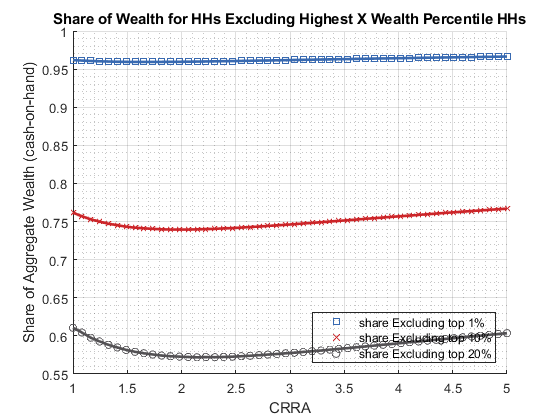 Share of Wealth for HHs Excluding Highest X Wealth Percentile HHs
Share of Aggregate Wealth (cash-on-hand)
1
0.95
0.9
0.85
0.8
0.75
0.7
0.65
0.6
0.55
share Excluding top 1%
share Excluding top 10%
share Excluding top 20%
1 1.5 2 2.5 3 3.5 4 4.5 5
CRRA